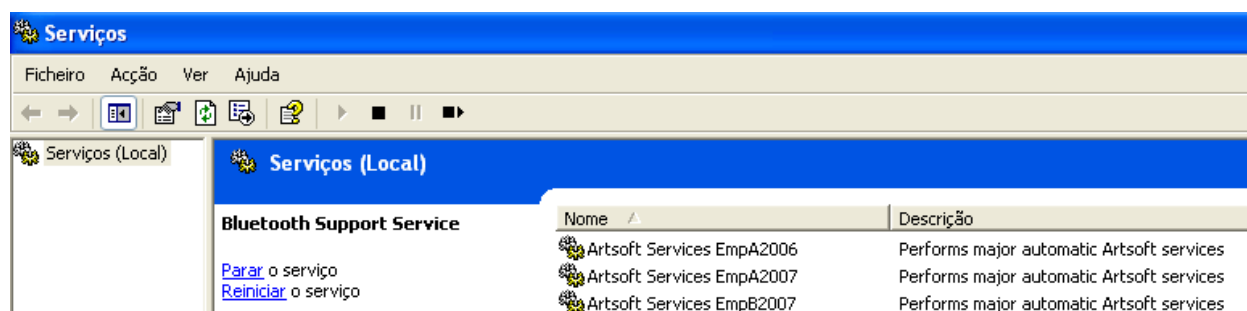 Serviços
Ficheiro Acção Ver Ajuda
Serviços (Local)
Serviços (Local)
Bluetooth Support Service
Parar o serviço
Reiniciar o serviço
Nome Descrição
Artsoft Services EmpA2006 Performs major automatic Artsoft services
Artsoft Services EmpA2007 Performs major automatic Artsoft services
Artsoft Services EmpB2007 Performs major automatic Artsoft services